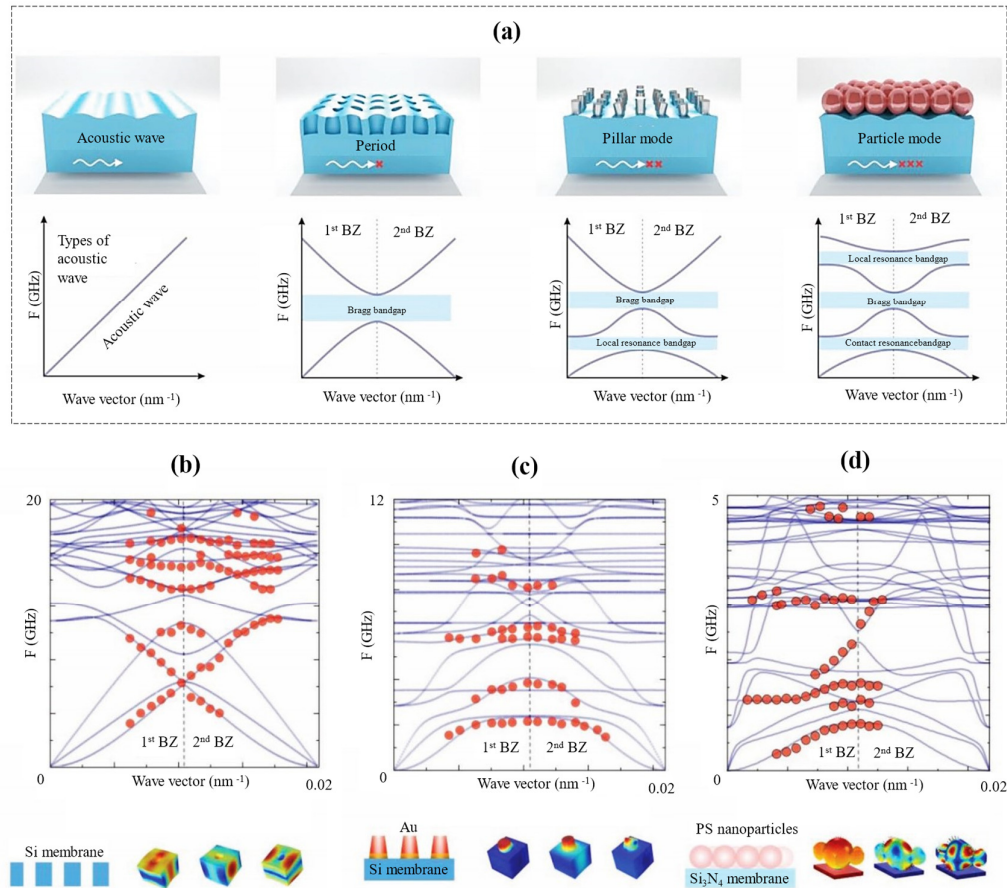 (a)
Acoustic wave
Period
Pillar mode
Particle mode
F (GHz)
Types of
acoustic
wave
Acoustic wave
Wave vector (nm⁻¹)
F (GHz)
1st BZ
2nd BZ
Bragg bandgap
Wave vector (nm⁻¹)
F (GHz)
1st BZ
2nd BZ
Bragg bandgap
Local resonance bandgap
Wave vector (nm⁻¹)
F (GHz)
1st BZ
2nd BZ
Local resonance bandgap
Bragg bandgap
Contact resonancebandgap
Wave vector (nm⁻¹)
(b)
20
F (GHz)
1st BZ
2nd BZ
0
Wave vector (nm⁻¹)
0.02
Si membrane
(c)
12
F (GHz)
1st BZ
2nd BZ
0
Wave vector (nm⁻¹)
0.02
Au
Si membrane
(d)
5
F (GHz)
1st BZ
2nd BZ
0
Wave vector (nm⁻¹)
0.02
PS nanoparticles
Si₃N₄ membrane